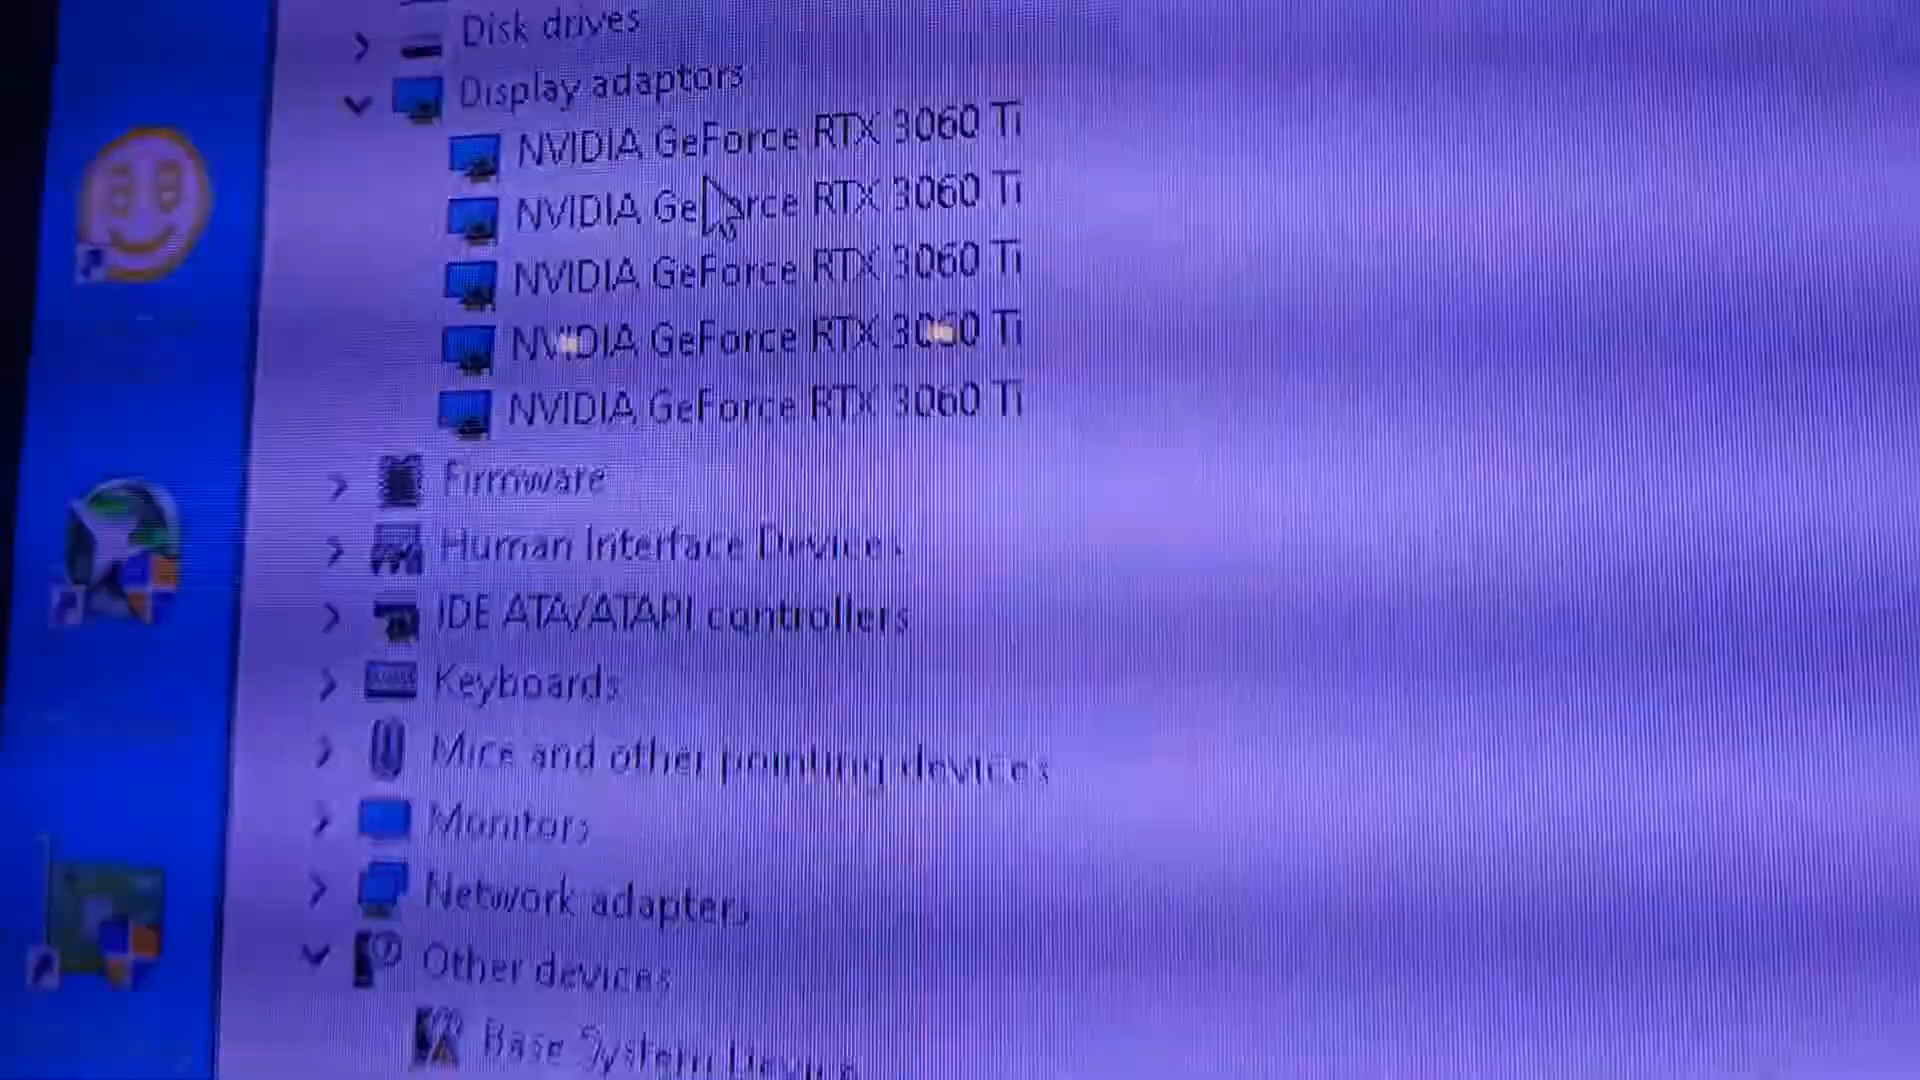 Disk drives
Display adaptors
NVIDIA GeForce RTX 3060 Ti
NVIDIA GeForce RTX 3060 Ti
NVIDIA GeForce RTX 3060 Ti
NVIDIA GeForce RTX 3060 Ti
NVIDIA GeForce RTX 3060 Ti
Firmware
Human Interface Devices
IDE ATA/ATAPI controllers
Keyboards
Mice and other pointing devices
Monitors
Network adapters
Other devices
Base System Device